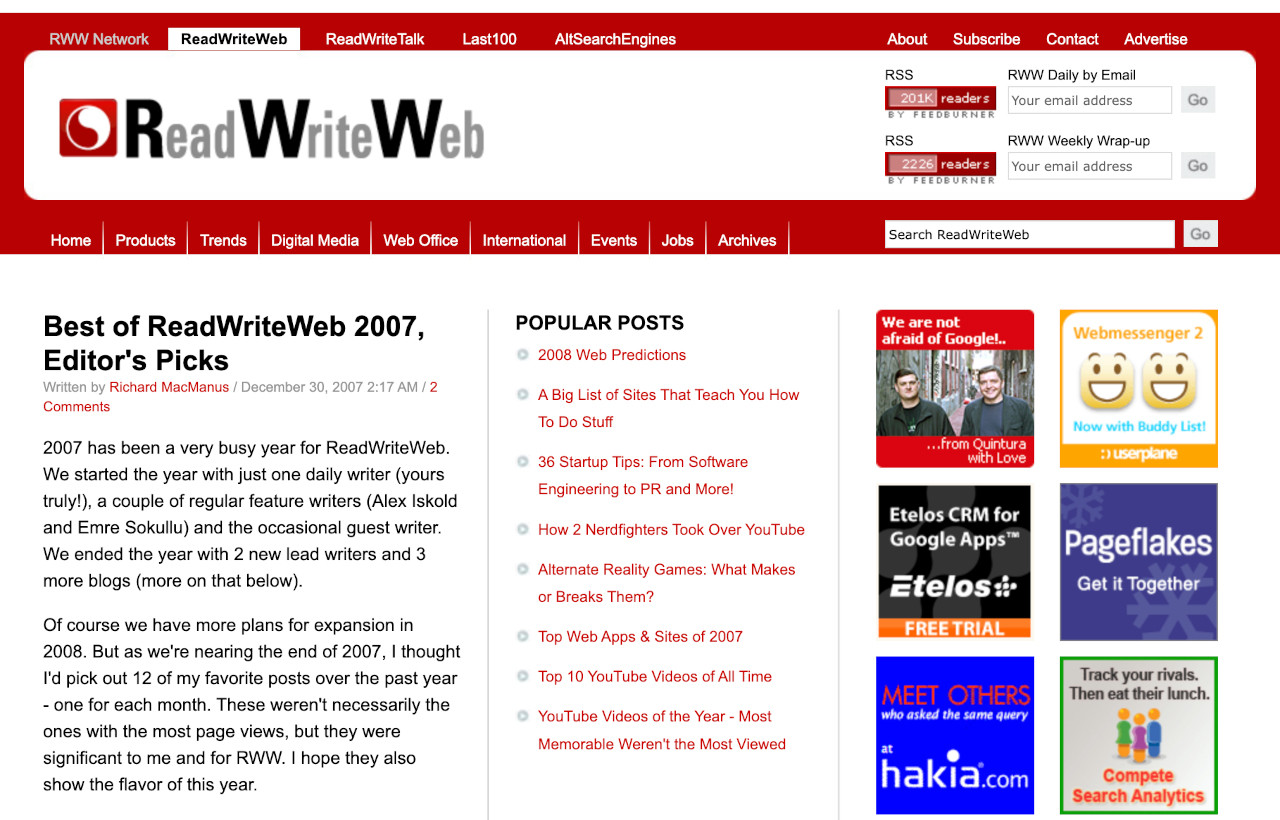 RWW Network ReadWriteWeb ReadWriteTalk Last100 AltSearchEngines About Subscribe Contact Advertise
ReadWriteWeb
RSS RWW Daily by Email
201K readers Your email address Go
BY FEEDBURNER
RSS RWW Weekly Wrap-up
2226 readers Your email address Go
BY FEEDBURNER
Home Products Trends Digital Media Web Office International Events Jobs Archives Search ReadWriteWeb Go
Best of ReadWriteWeb 2007,
Editor's Picks
Written by Richard MacManus / December 30, 2007 2:17 AM / 2
Comments
2007 has been a very busy year for ReadWriteWeb.
We started the year with just one daily writer (yours
truly!), a couple of regular feature writers (Alex Iskold
and Emre Sokullu) and the occasional guest writer.
We ended the year with 2 new lead writers and 3
more blogs (more on that below).
Of course we have more plans for expansion in
2008. But as we're nearing the end of 2007, I thought
I'd pick out 12 of my favorite posts over the past year
- one for each month. These weren't necessarily the
ones with the most page views, but they were
significant to me and for RWW. I hope they also
show the flavor of this year.
POPULAR POSTS
2008 Web Predictions
A Big List of Sites That Teach You How
To Do Stuff
36 Startup Tips: From Software
Engineering to PR and More!
How 2 Nerdfighters Took Over YouTube
Alternate Reality Games: What Makes
or Breaks Them?
Top Web Apps & Sites of 2007
Top 10 YouTube Videos of All Time
YouTube Videos of the Year - Most
Memorable Weren't the Most Viewed
We are not
afraid of Google!..
...from Quintura
with Love
Webmessenger 2
Now with Buddy List!
:) userplane
Etelos CRM for
Google Apps™
Etelos
FREE TRIAL
Pageflakes
Get it Together
MEET OTHERS
who asked the same query
at
hakia.com
Track your rivals.
Then eat their lunch.
Compete
Search Analytics